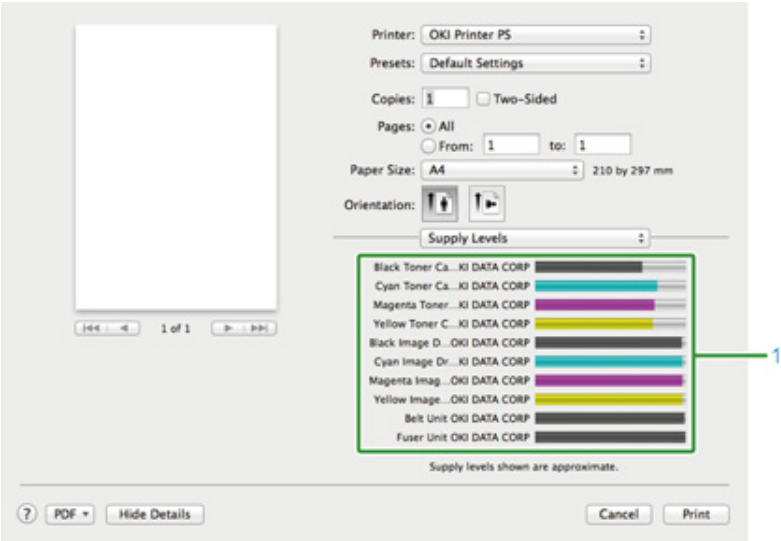 Printer: OKI Printer PS
Presets: Default Settings
Copies: 1 Two-Sided
Pages: All
From: 1 to: 1
Paper Size: A4 210 by 297 mm
Orientation:
Supply Levels
Black Toner Ca...KI DATA CORP
Cyan Toner Ca...KI DATA CORP
Magenta Toner...KI DATA CORP
Yellow Toner C...KI DATA CORP
Black Image D...OKI DATA CORP
Cyan Image Dr...KI DATA CORP
Magenta Imag...OKI DATA CORP
Yellow Image...OKI DATA CORP
Belt Unit OKI DATA CORP
Fuser Unit OKI DATA CORP
1
1 of 1
Supply levels shown are approximate.
? PDF Hide Details Cancel Print